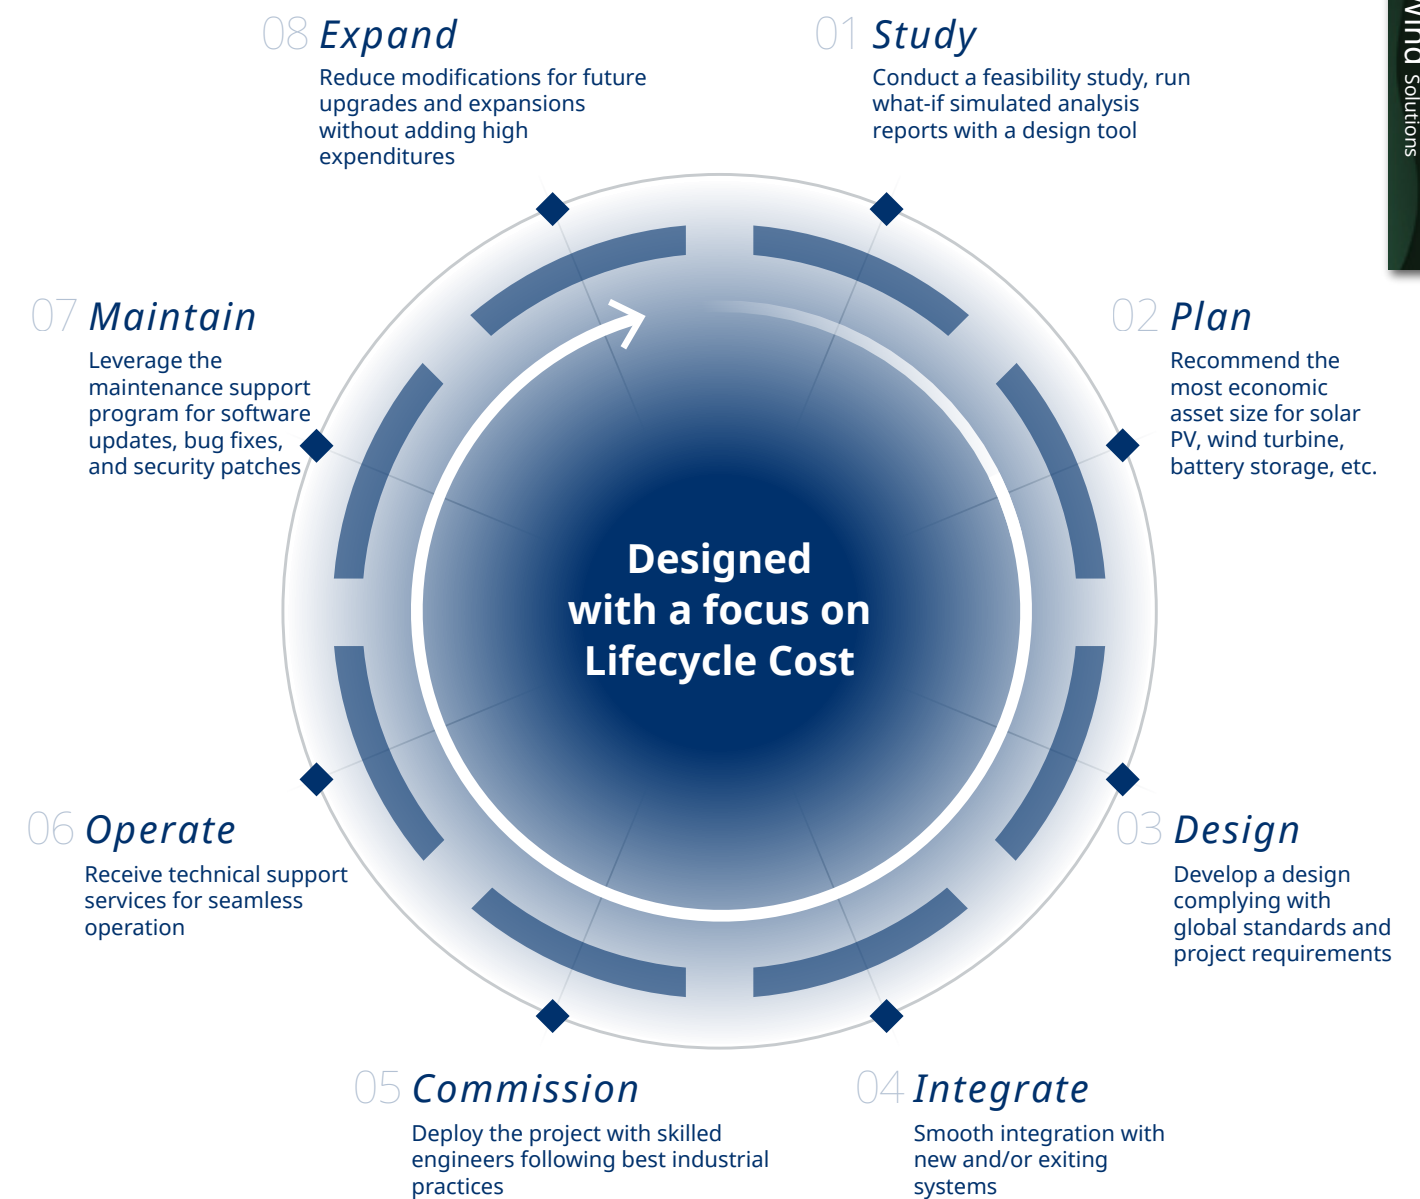 01 Study
Conduct a feasibility study, run
what-if simulated analysis
reports with a design tool
02 Plan
Recommend the
most economic
asset size for solar
PV, wind turbine,
battery storage, etc.
03 Design
Develop a design
complying with
global standards and
project requirements
04 Integrate
Smooth integration with
new and/or exiting
systems
05 Commission
Deploy the project with skilled
engineers following best industrial
practices
06 Operate
Receive technical support
services for seamless
operation
07 Maintain
Leverage the
maintenance support
program for software
updates, bug fixes,
and security patches
08 Expand
Reduce modifications for future
upgrades and expansions
without adding high
expenditures
Designed
with a focus on
Lifecycle Cost
Solutions